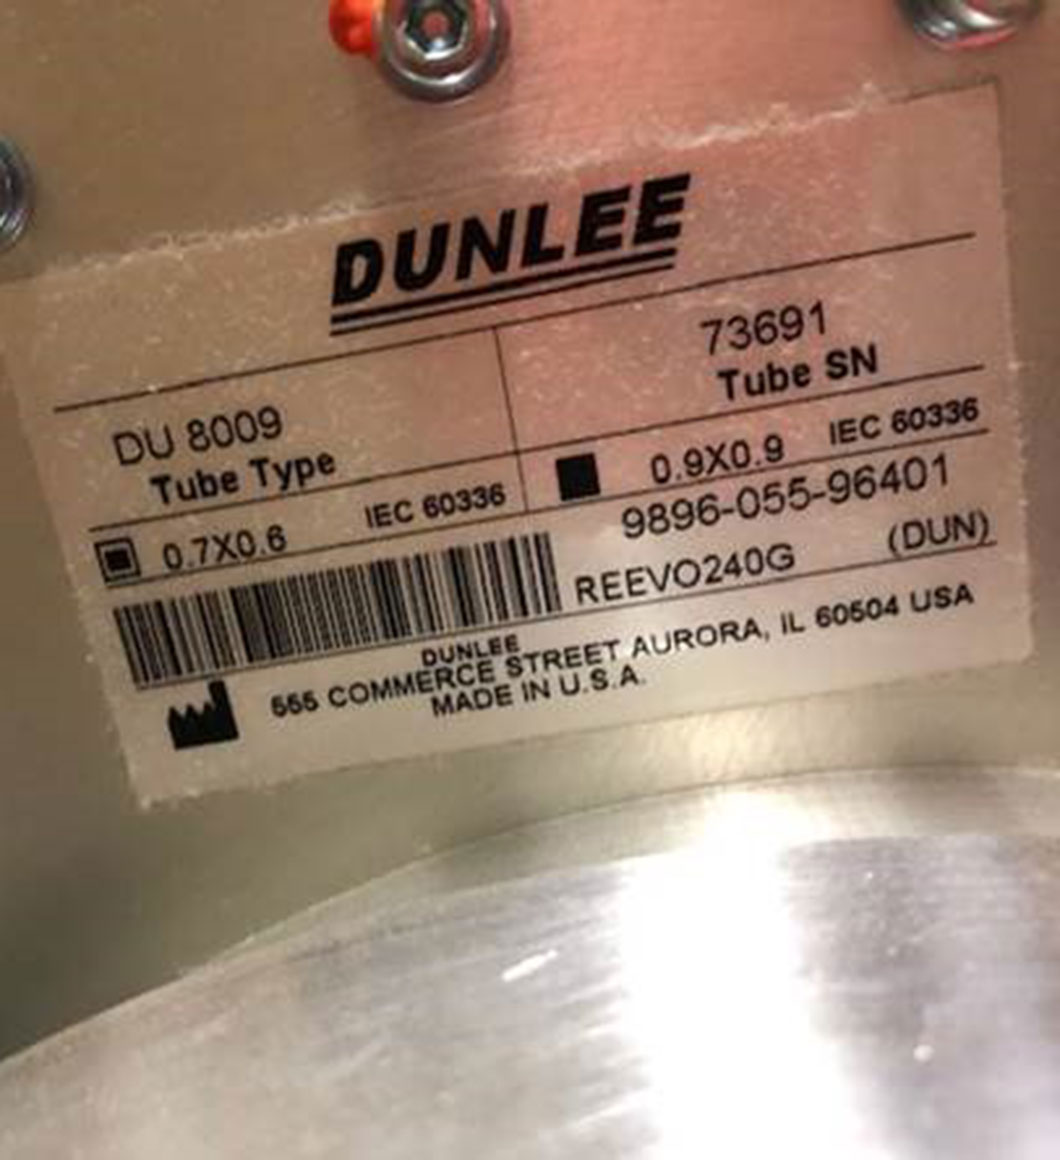 DUNLEE
73691
Tube SN
DU 8009
Tube Type
0.9X0.9 IEC 60336
0.7X0.6 IEC 60336
9896-055-96401
REEVO240G (DUN)
DUNLEE
555 COMMERCE STREET AURORA, IL 60504 USA
MADE IN U.S.A.